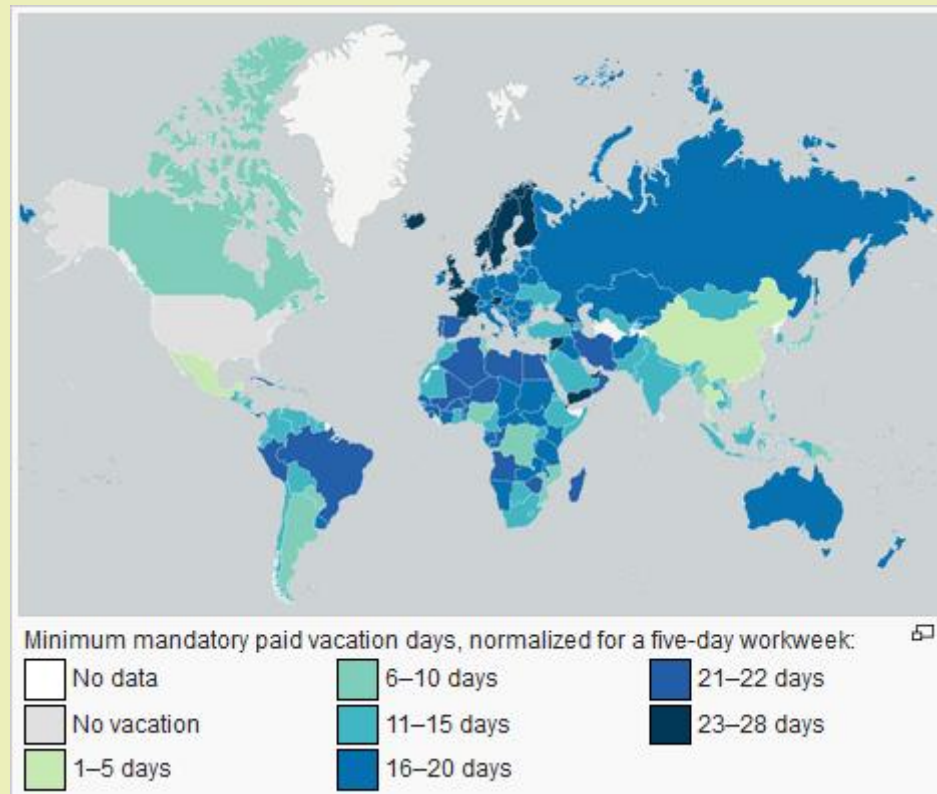 Minimum mandatory paid vacation days, normalized for a five-day workweek:
No data
No vacation
1–5 days
6–10 days
11–15 days
16–20 days
21–22 days
23–28 days